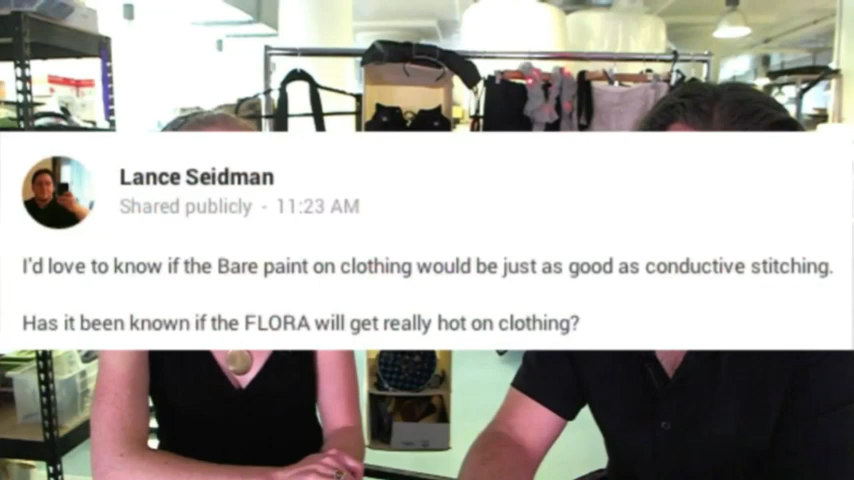 Lance Seidman
Shared publicly - 11:23 AM
I'd love to know if the Bare paint on clothing would be just as good as conductive stitching.
Has it been known if the FLORA will get really hot on clothing?